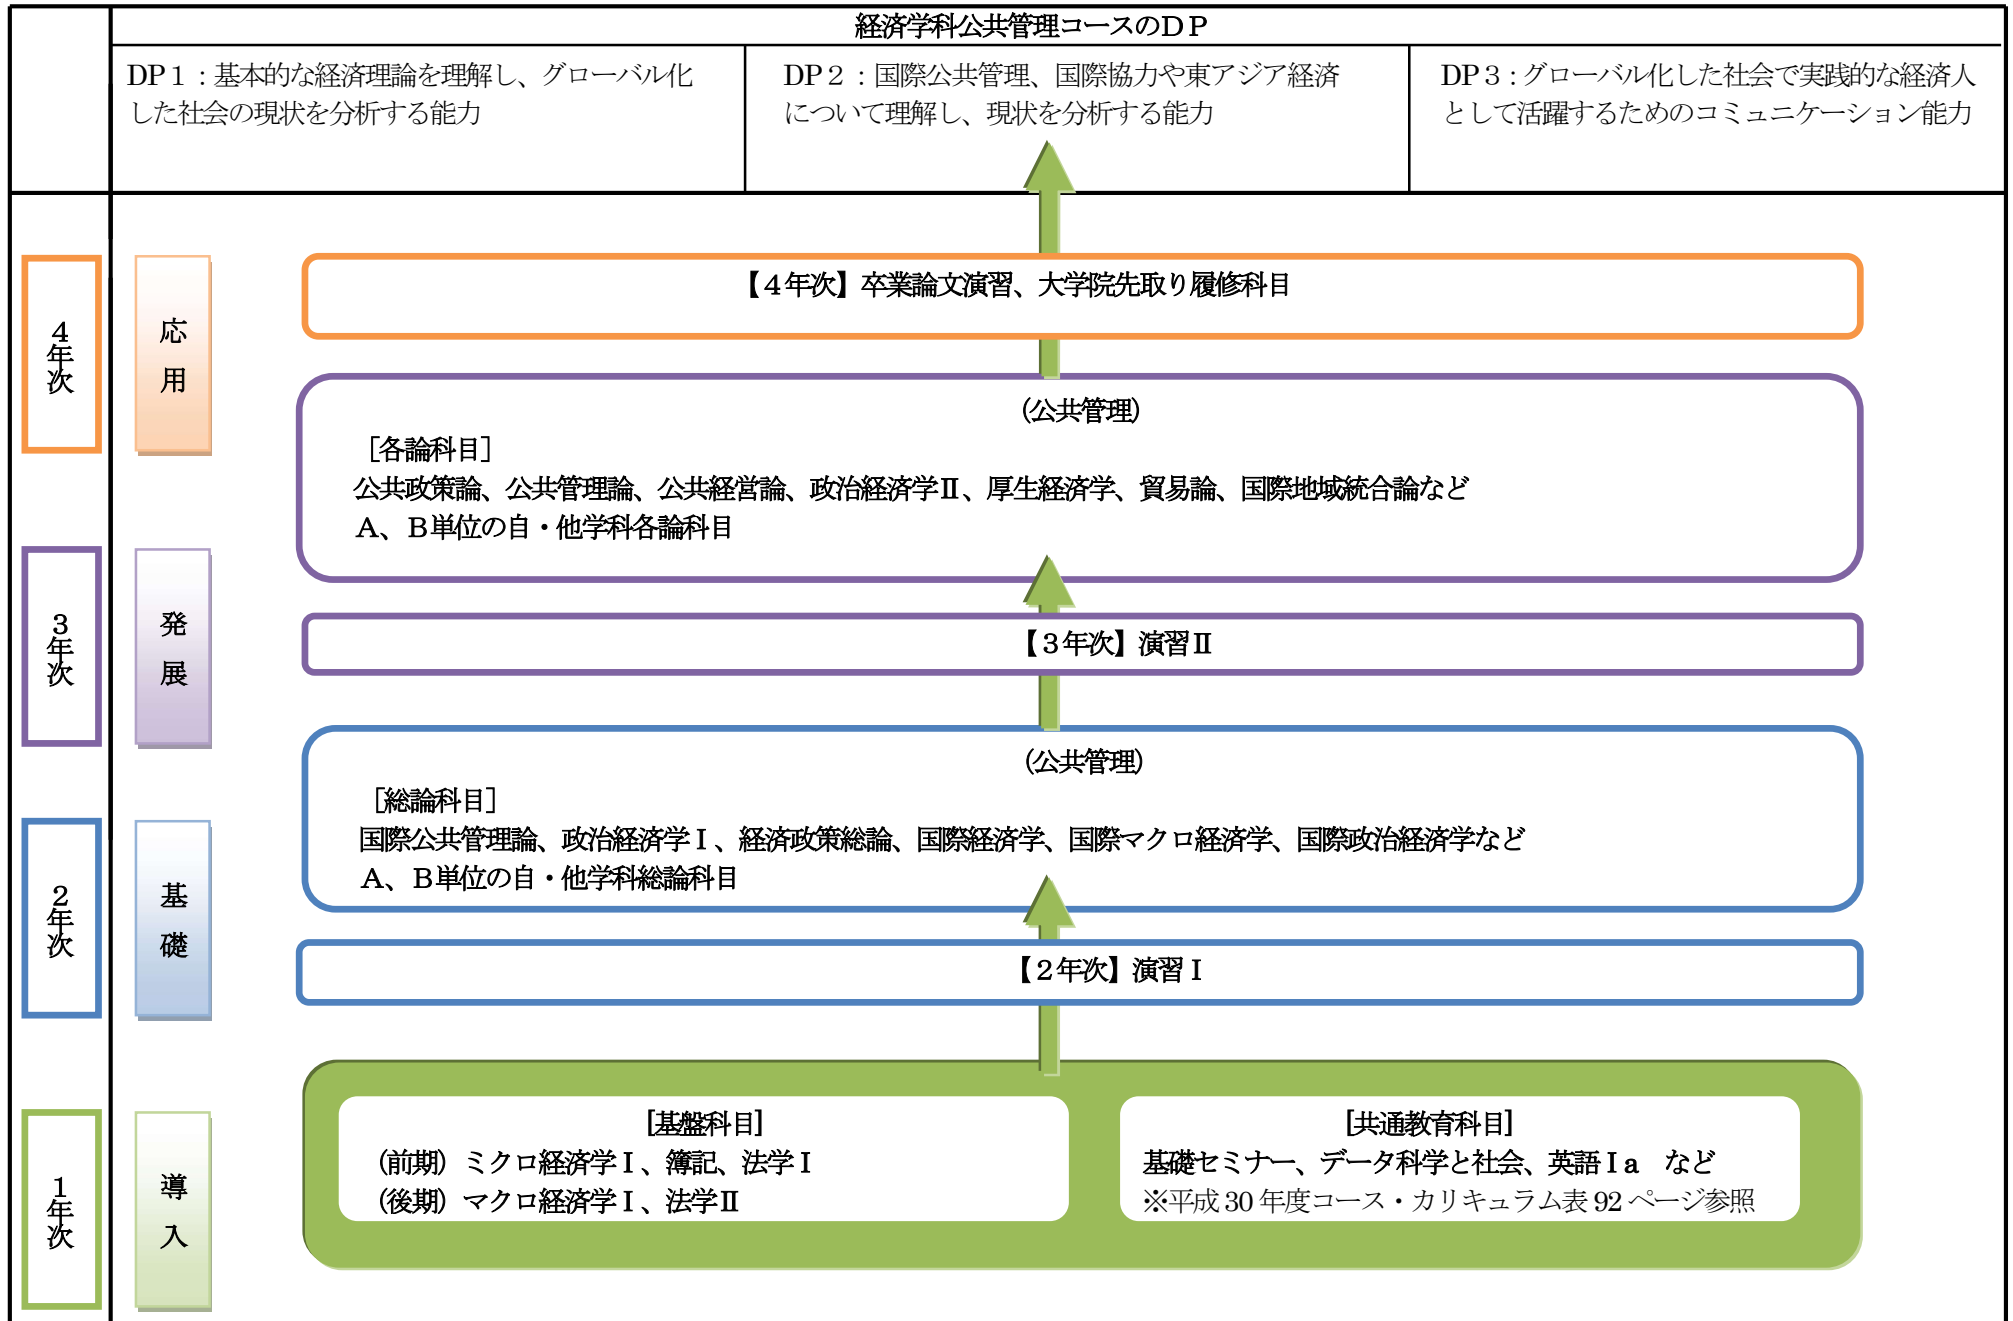 経済学科公共管理コースのDP
DP1：基本的な経済理論を理解し、グローバル化
した社会の現状を分析する能力
DP２：国際公共管理、国際協力や東アジア経済
について理解し、現状を分析する能力
DP３：グローバル化した社会で実践的な経済人
として活躍するためのコミュニケーション能力
4年次
応用
【４年次】卒業論文演習、大学院先取り履修科目
（公共管理）
［各論科目］
公共政策論、公共管理論、公共経営論、政治経済学Ⅱ、厚生経済学、貿易論、国際地域統合論など
Ａ、Ｂ単位の自・他学科各論科目
3年次
発展
【３年次】演習Ⅱ
（公共管理）
［総論科目］
国際公共管理論、政治経済学Ⅰ、経済政策総論、国際経済学、国際マクロ経済学、国際政治経済学など
Ａ、Ｂ単位の自・他学科総論科目
2年次
基礎
【２年次】演習Ⅰ
1年次
導入
[基盤科目]
（前期）ミクロ経済学Ⅰ、簿記、法学Ⅰ
（後期）マクロ経済学Ⅰ、法学Ⅱ
[共通教育科目]
基礎セミナー、データ科学と社会、英語Ⅰａ　など
※平成30年度コース・カリキュラム表92ページ参照